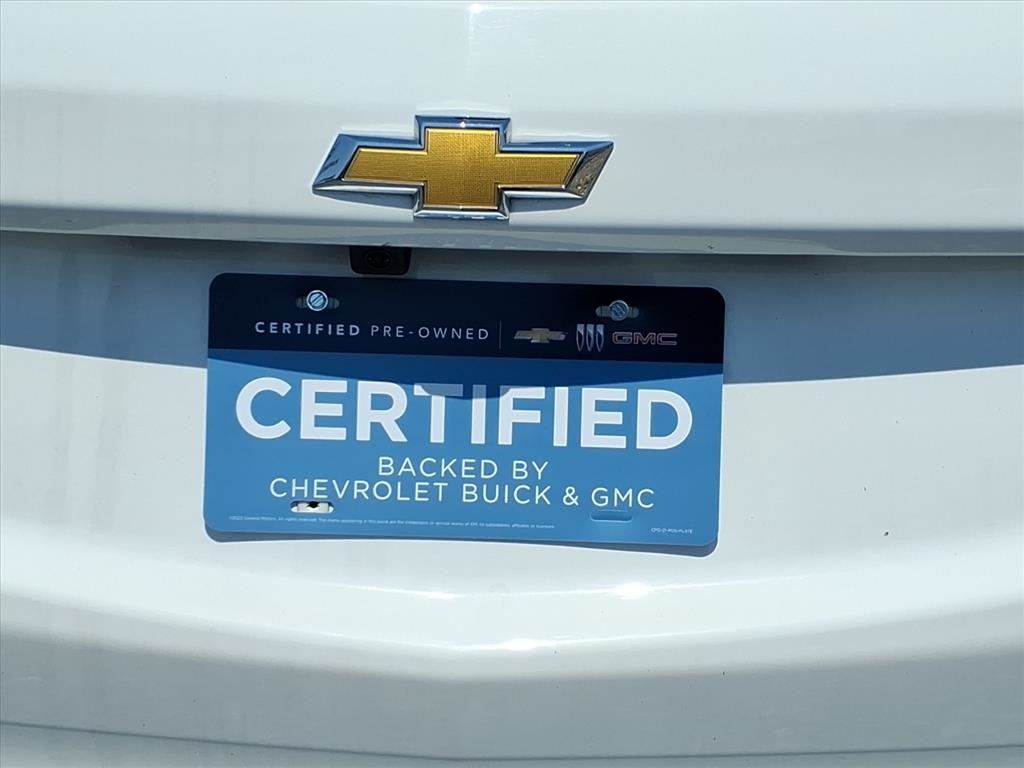 CERTIFIED PRE-OWNED GMC
CERTIFIED
BACKED BY
CHEVROLET BUICK & GMC